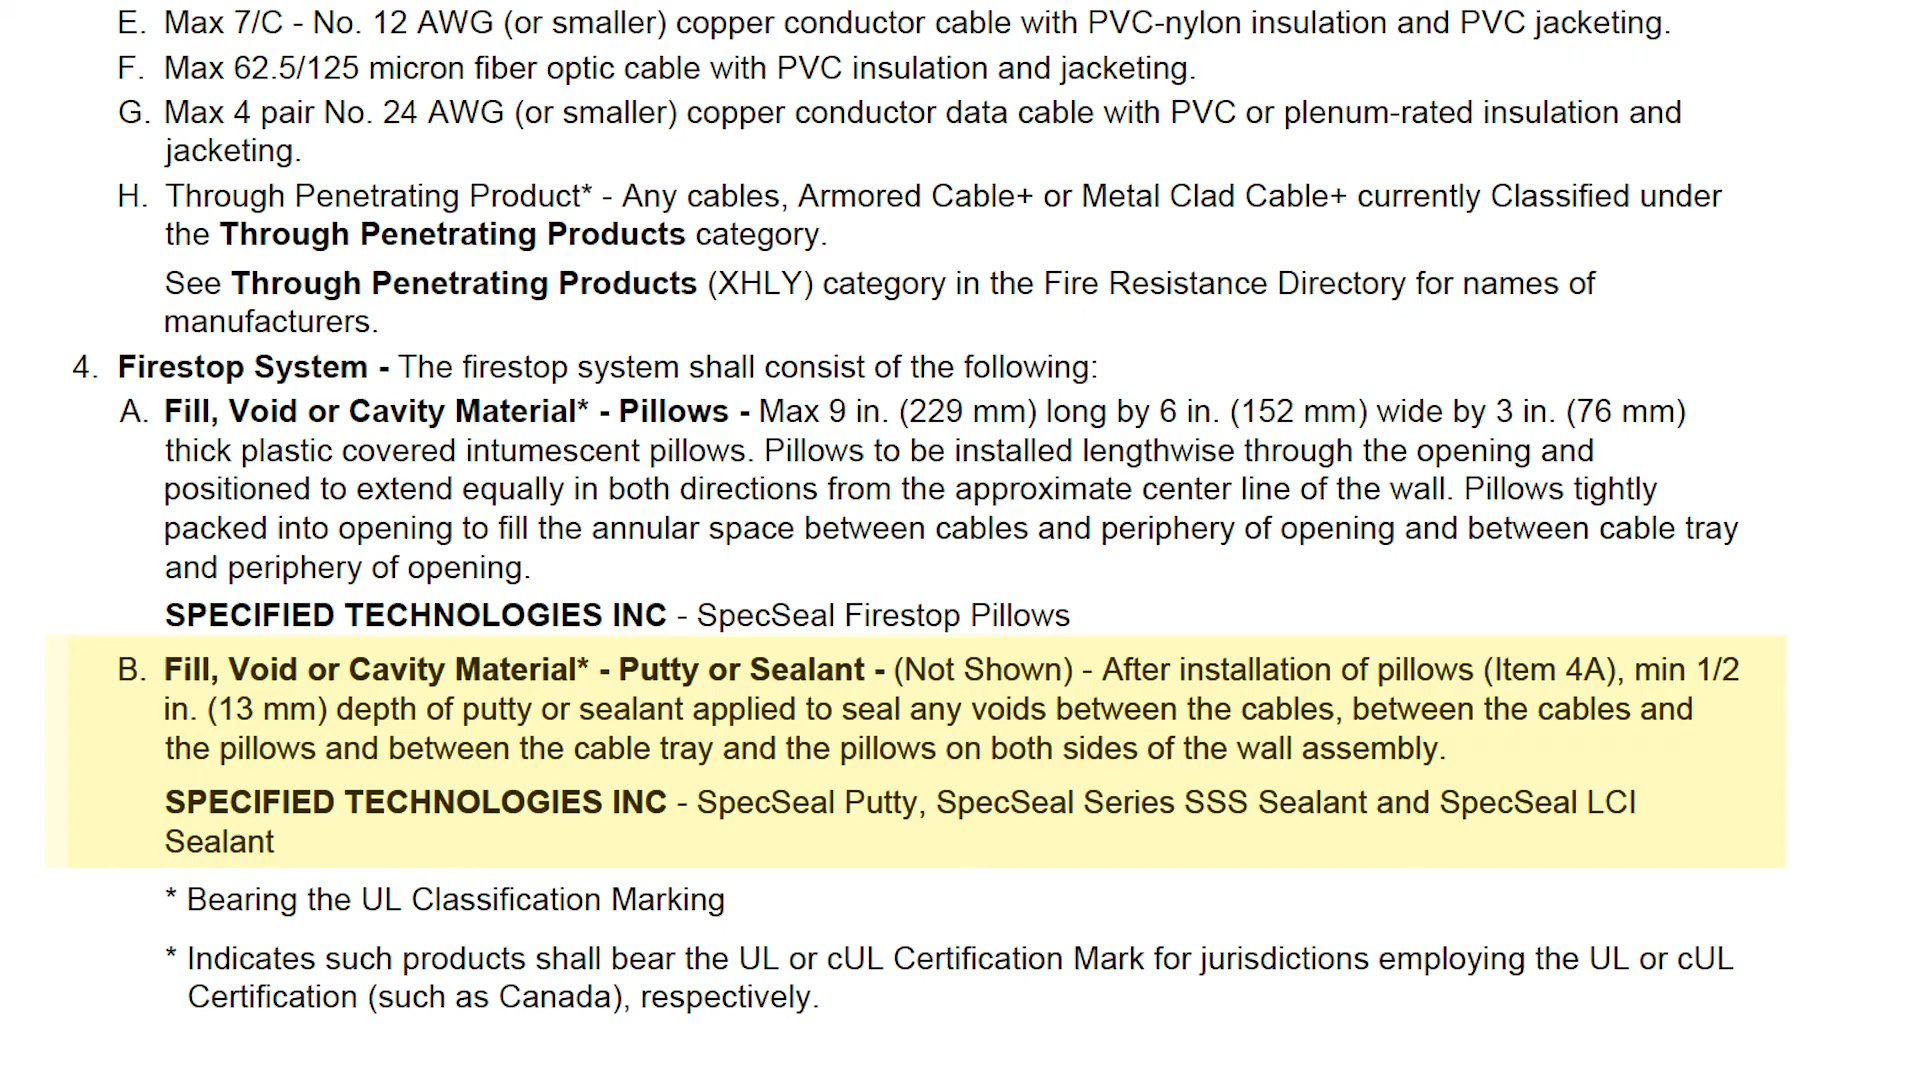 E. Max 7/C - No. 12 AWG (or smaller) copper conductor cable with PVC-nylon insulation and PVC jacketing.
F. Max 62.5/125 micron fiber optic cable with PVC insulation and jacketing.
G. Max 4 pair No. 24 AWG (or smaller) copper conductor data cable with PVC or plenum-rated insulation and
jacketing.
H. Through Penetrating Product* - Any cables, Armored Cable+ or Metal Clad Cable+ currently Classified under
the Through Penetrating Products category.
See Through Penetrating Products (XHLY) category in the Fire Resistance Directory for names of
manufacturers.
4. Firestop System - The firestop system shall consist of the following:
A. Fill, Void or Cavity Material* - Pillows - Max 9 in. (229 mm) long by 6 in. (152 mm) wide by 3 in. (76 mm)
thick plastic covered intumescent pillows. Pillows to be installed lengthwise through the opening and
positioned to extend equally in both directions from the approximate center line of the wall. Pillows tightly
packed into opening to fill the annular space between cables and periphery of opening and between cable tray
and periphery of opening.
SPECIFIED TECHNOLOGIES INC - SpecSeal Firestop Pillows
B. Fill, Void or Cavity Material* - Putty or Sealant - (Not Shown) - After installation of pillows (Item 4A), min 1/2
in. (13 mm) depth of putty or sealant applied to seal any voids between the cables, between the cables and
the pillows and between the cable tray and the pillows on both sides of the wall assembly.
SPECIFIED TECHNOLOGIES INC - SpecSeal Putty, SpecSeal Series SSS Sealant and SpecSeal LCI
Sealant
* Bearing the UL Classification Marking
* Indicates such products shall bear the UL or cUL Certification Mark for jurisdictions employing the UL or cUL
Certification (such as Canada), respectively.